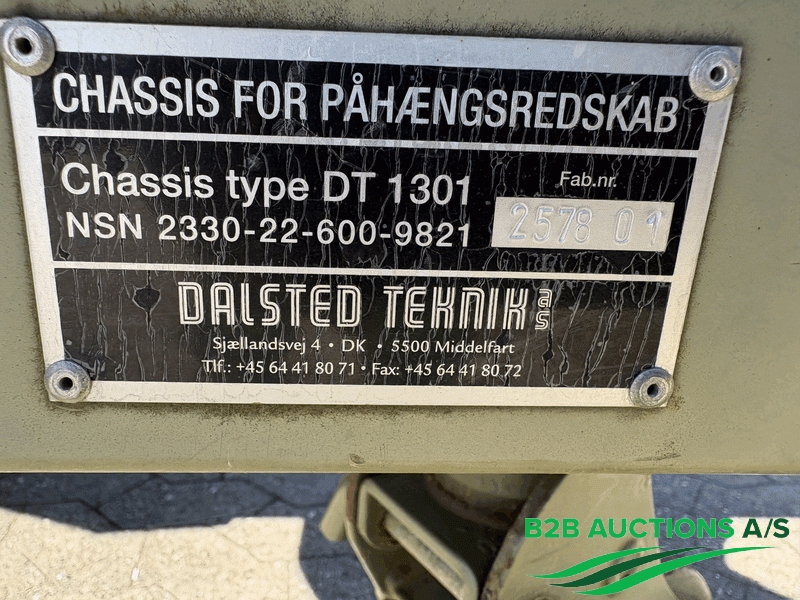 CHASSIS FOR PÅHÆNGSREDSKAB
Chassis type DT 1301
Fab.nr.
NSN 2330-22-600-9821
2578 01
DALSTED TEKNIK as
Sjællandsvej 4 • DK • 5500 Middelfart
Tlf.: +45 64 41 80 71 • Fax: +45 64 41 80 72
B2B AUCTIONS A/S